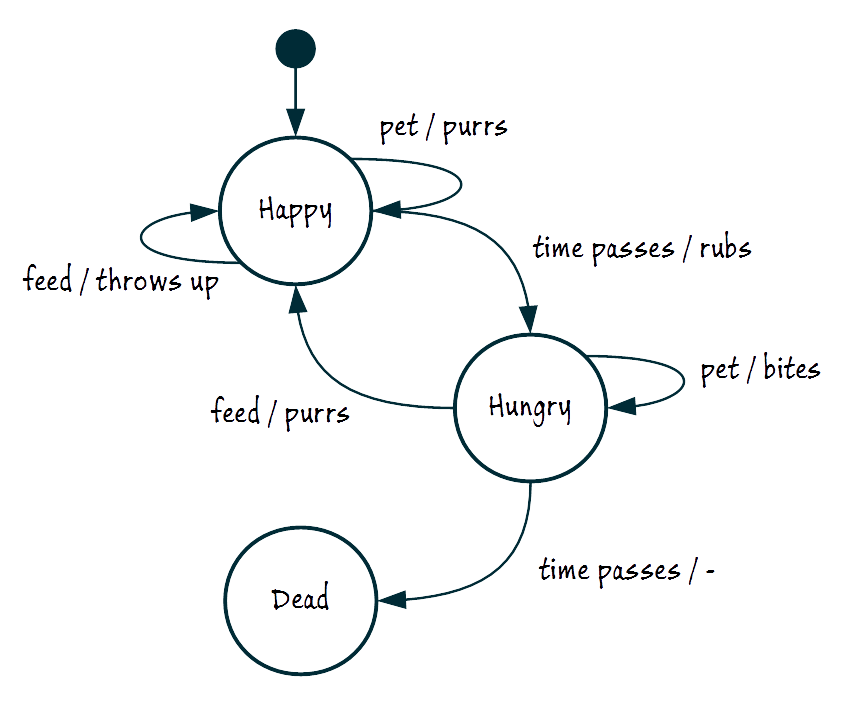 pet / purrs
Happy
time passes / rubs
feed / throws up
pet / bites
Hungry
feed / purrs
time passes / -
Dead